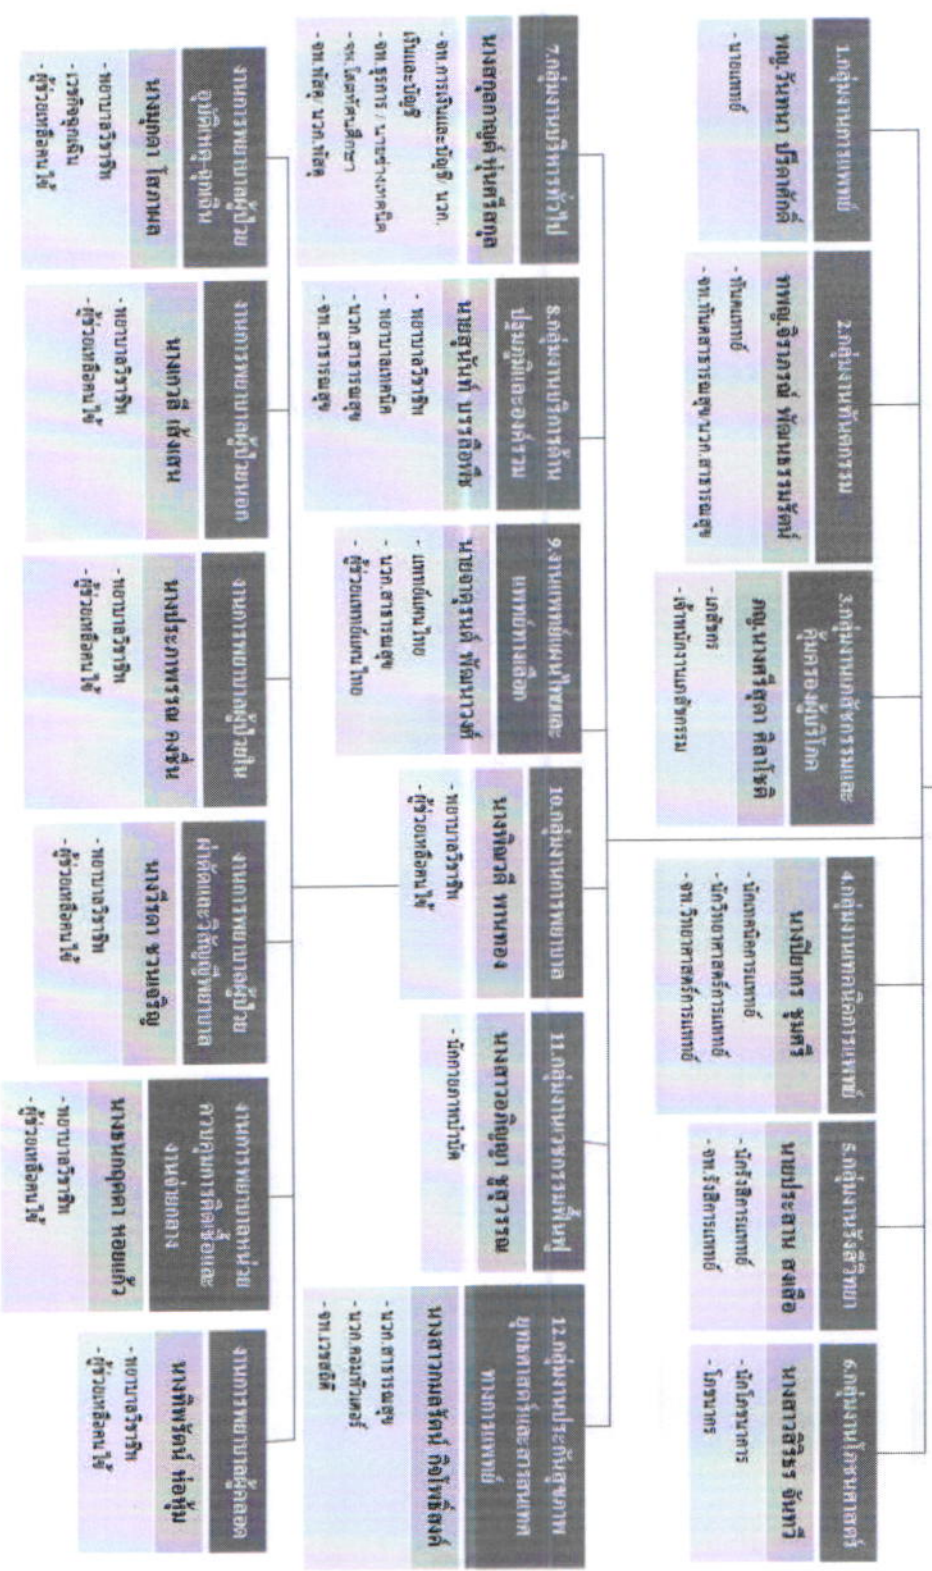 1.กลุ่มงานการแพทย์
พญ.วันทนา ปรีดาศักดิ์
- นายแพทย์
2.กลุ่มงานทันตกรรม
ทพญ.จิราภรณ์ พัฒนธรรมรัตน์
- ทันตแพทย์
-จพ.ทันตสาธารณสุข/นวก.สาธารณสุข
3.กลุ่มงานเภสัชกรรมและ
คุ้มครองผู้บริโภค
ภญ.นางศรีสุดา ศิลาโชติ
- เภสัชกร
- เจ้าพนักงานเภสัชกรรม
4.กลุ่มงานเทคนิคการแพทย์
นางปิยากร ชูมศรี
-นักเทคนิคการแพทย์
-นักวิทยาศาสตร์การแพทย์
-จพ.วิทยาศาสตร์การแพทย์
5.กลุ่มงานรังสีวิทยา
นายประสาน สงเสือ
- นักรังสีการแพทย์
-จพ.รังสีการแพทย์
6.กลุ่มงานโภชนศาสตร์
นางสาวสิริธร จันทวี
-นักโภชนาการ
- โภชนากร
7.กลุ่มงานบริหารทั่วไป
นางสกุลกาญต์ หุ่นศรีสกุล
- จพ.การเงินและบัญชี/ นวก.
เงินและบัญชี
-จพ.ธุรการ / นายช่างเทคนิค
-จพ.โสตทัศนศึกษา
-จพ.พัสดุ/ นวก.พัสดุ
8.กลุ่มงานบริการด้าน
ปฐมภูมิและองค์รวม
นายสุนันท์ บรรลือพืช
- พยาบาลวิชาชีพ
- พยาบาลเทคนิค
- นวก.สาธารณสุข
- จพ.สาธารณสุข
9.งานแพทย์แผนไทยและ
แพทย์ทางเลือก
นายจาตุรนต์ พัฒนาวงศ์
- แพทย์แผนไทย
- นวก.สาธารณสุข
- ผู้ช่วยแพทย์แผนไทย
10.กลุ่มงานการพยาบาล
นางพิมวดี ทานทอง
- พยาบาลวิชาชีพ
- ผู้ช่วยเหลือคนไข้
11.กลุ่มงานเวชกรรมฟื้นฟู
นางสาวอภิญญา ชูสุวรรณ
- นักกายภาพบำบัด
12.กลุ่มงานประกันสุขภาพ
ยุทธศาสตร์และสารสนเทศ
ทางการแพทย์
นางสาวกมลรัตน์ กิจโพธิ์สงค์
- นวก.สาธารณสุข
- นวก.คอมพิวเตอร์
- จพ.เวชสถิติ
งานการพยาบาลผู้ป่วย
อุบัติเหตุ-ฉุกเฉิน
นางมุกดา โสภาผล
-พยาบาลวิชาชีพ
-เวชกิจฉุกเฉิน
-ผู้ช่วยเหลือคนไข้
งานการพยาบาลผู้ป่วยนอก
นางเกวลี เส้งเสน
-พยาบาลวิชาชีพ
-ผู้ช่วยเหลือคนไข้
งานการพยาบาลผู้ป่วยใน
นางประภาพรรณ คงชื่น
-พยาบาลวิชาชีพ
-ผู้ช่วยเหลือคนไข้
งานการพยาบาลผู้ป่วย
ผ่าตัดและวิสัญญีพยาบาล
นางวีรดา ชวนเจริญ
-พยาบาลวิชาชีพ
-ผู้ช่วยเหลือคนไข้
งานการพยาบาลหน่วย
ควบคุมการติดเชื้อและ
งานจ่ายกลาง
นางธนกฤตตา หอยแก้ว
-พยาบาลวิชาชีพ
-ผู้ช่วยเหลือคนไข้
งานการพยาบาลผู้คลอด
นางทิพรัตน์ น่อหุ้ม
-พยาบาลวิชาชีพ
-ผู้ช่วยเหลือคนไข้